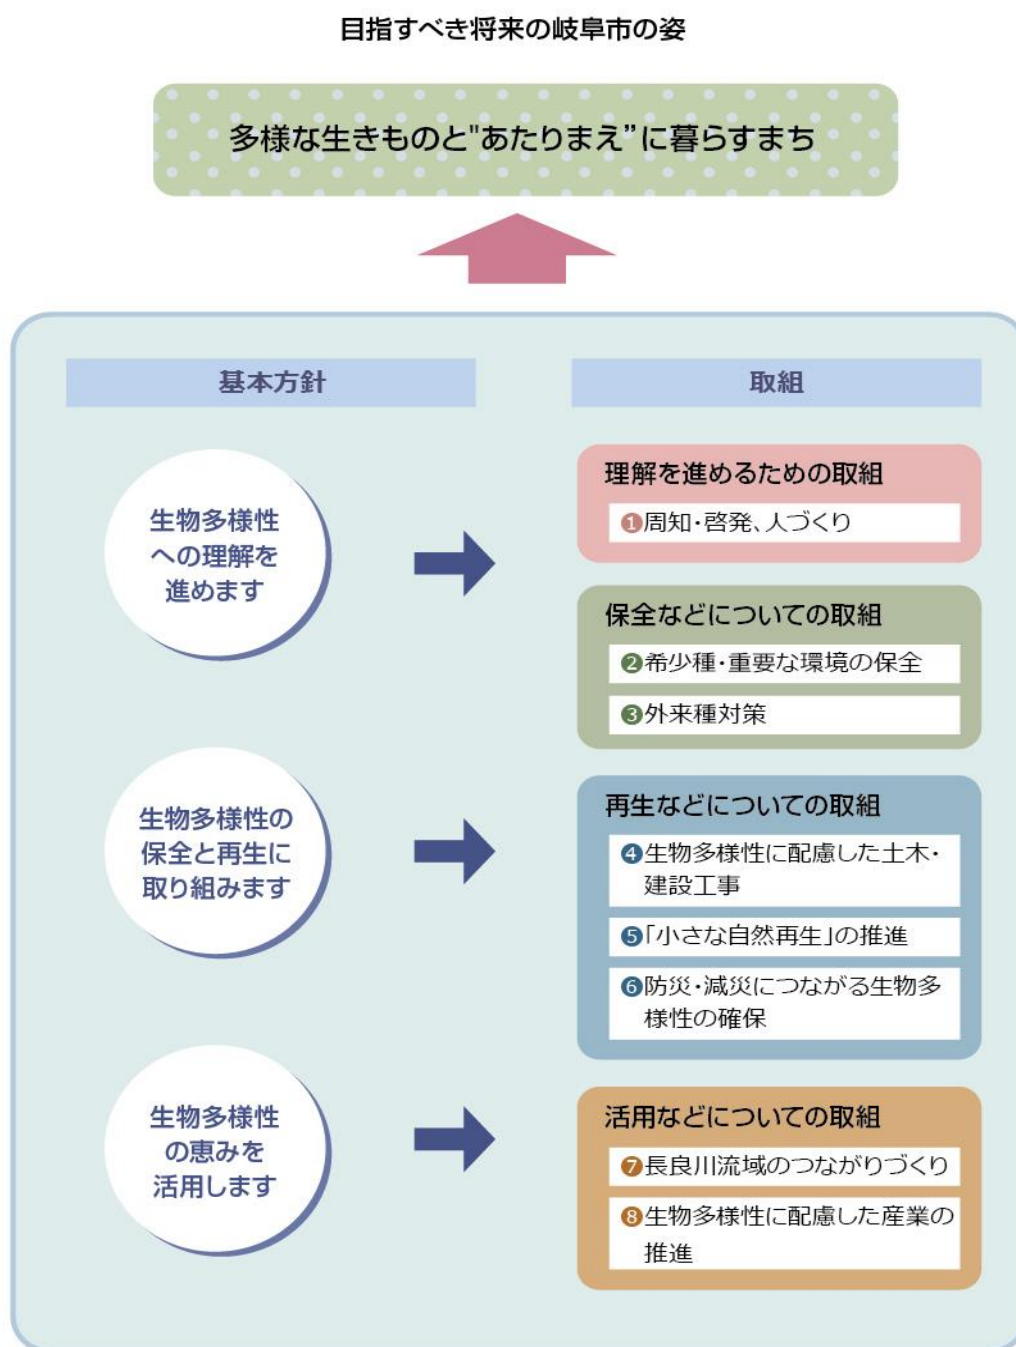 目指すべき将来の岐阜市の姿
多様な生きものと"あたりまえ”に暮らすまち
基本方針
取組
生物多様性
への理解を
進めます
理解を進めるための取組
❶周知・啓発、人づくり
保全などについての取組
❷希少種・重要な環境の保全
❸外来種対策
生物多様性の
保全と再生に
取り組みます
再生などについての取組
❹生物多様性に配慮した土木・
建設工事
❺「小さな自然再生」の推進
❻防災・減災につながる生物多
様性の確保
生物多様性
の恵みを
活用します
活用などについての取組
❼長良川流域のつながりづくり
❽生物多様性に配慮した産業の
推進